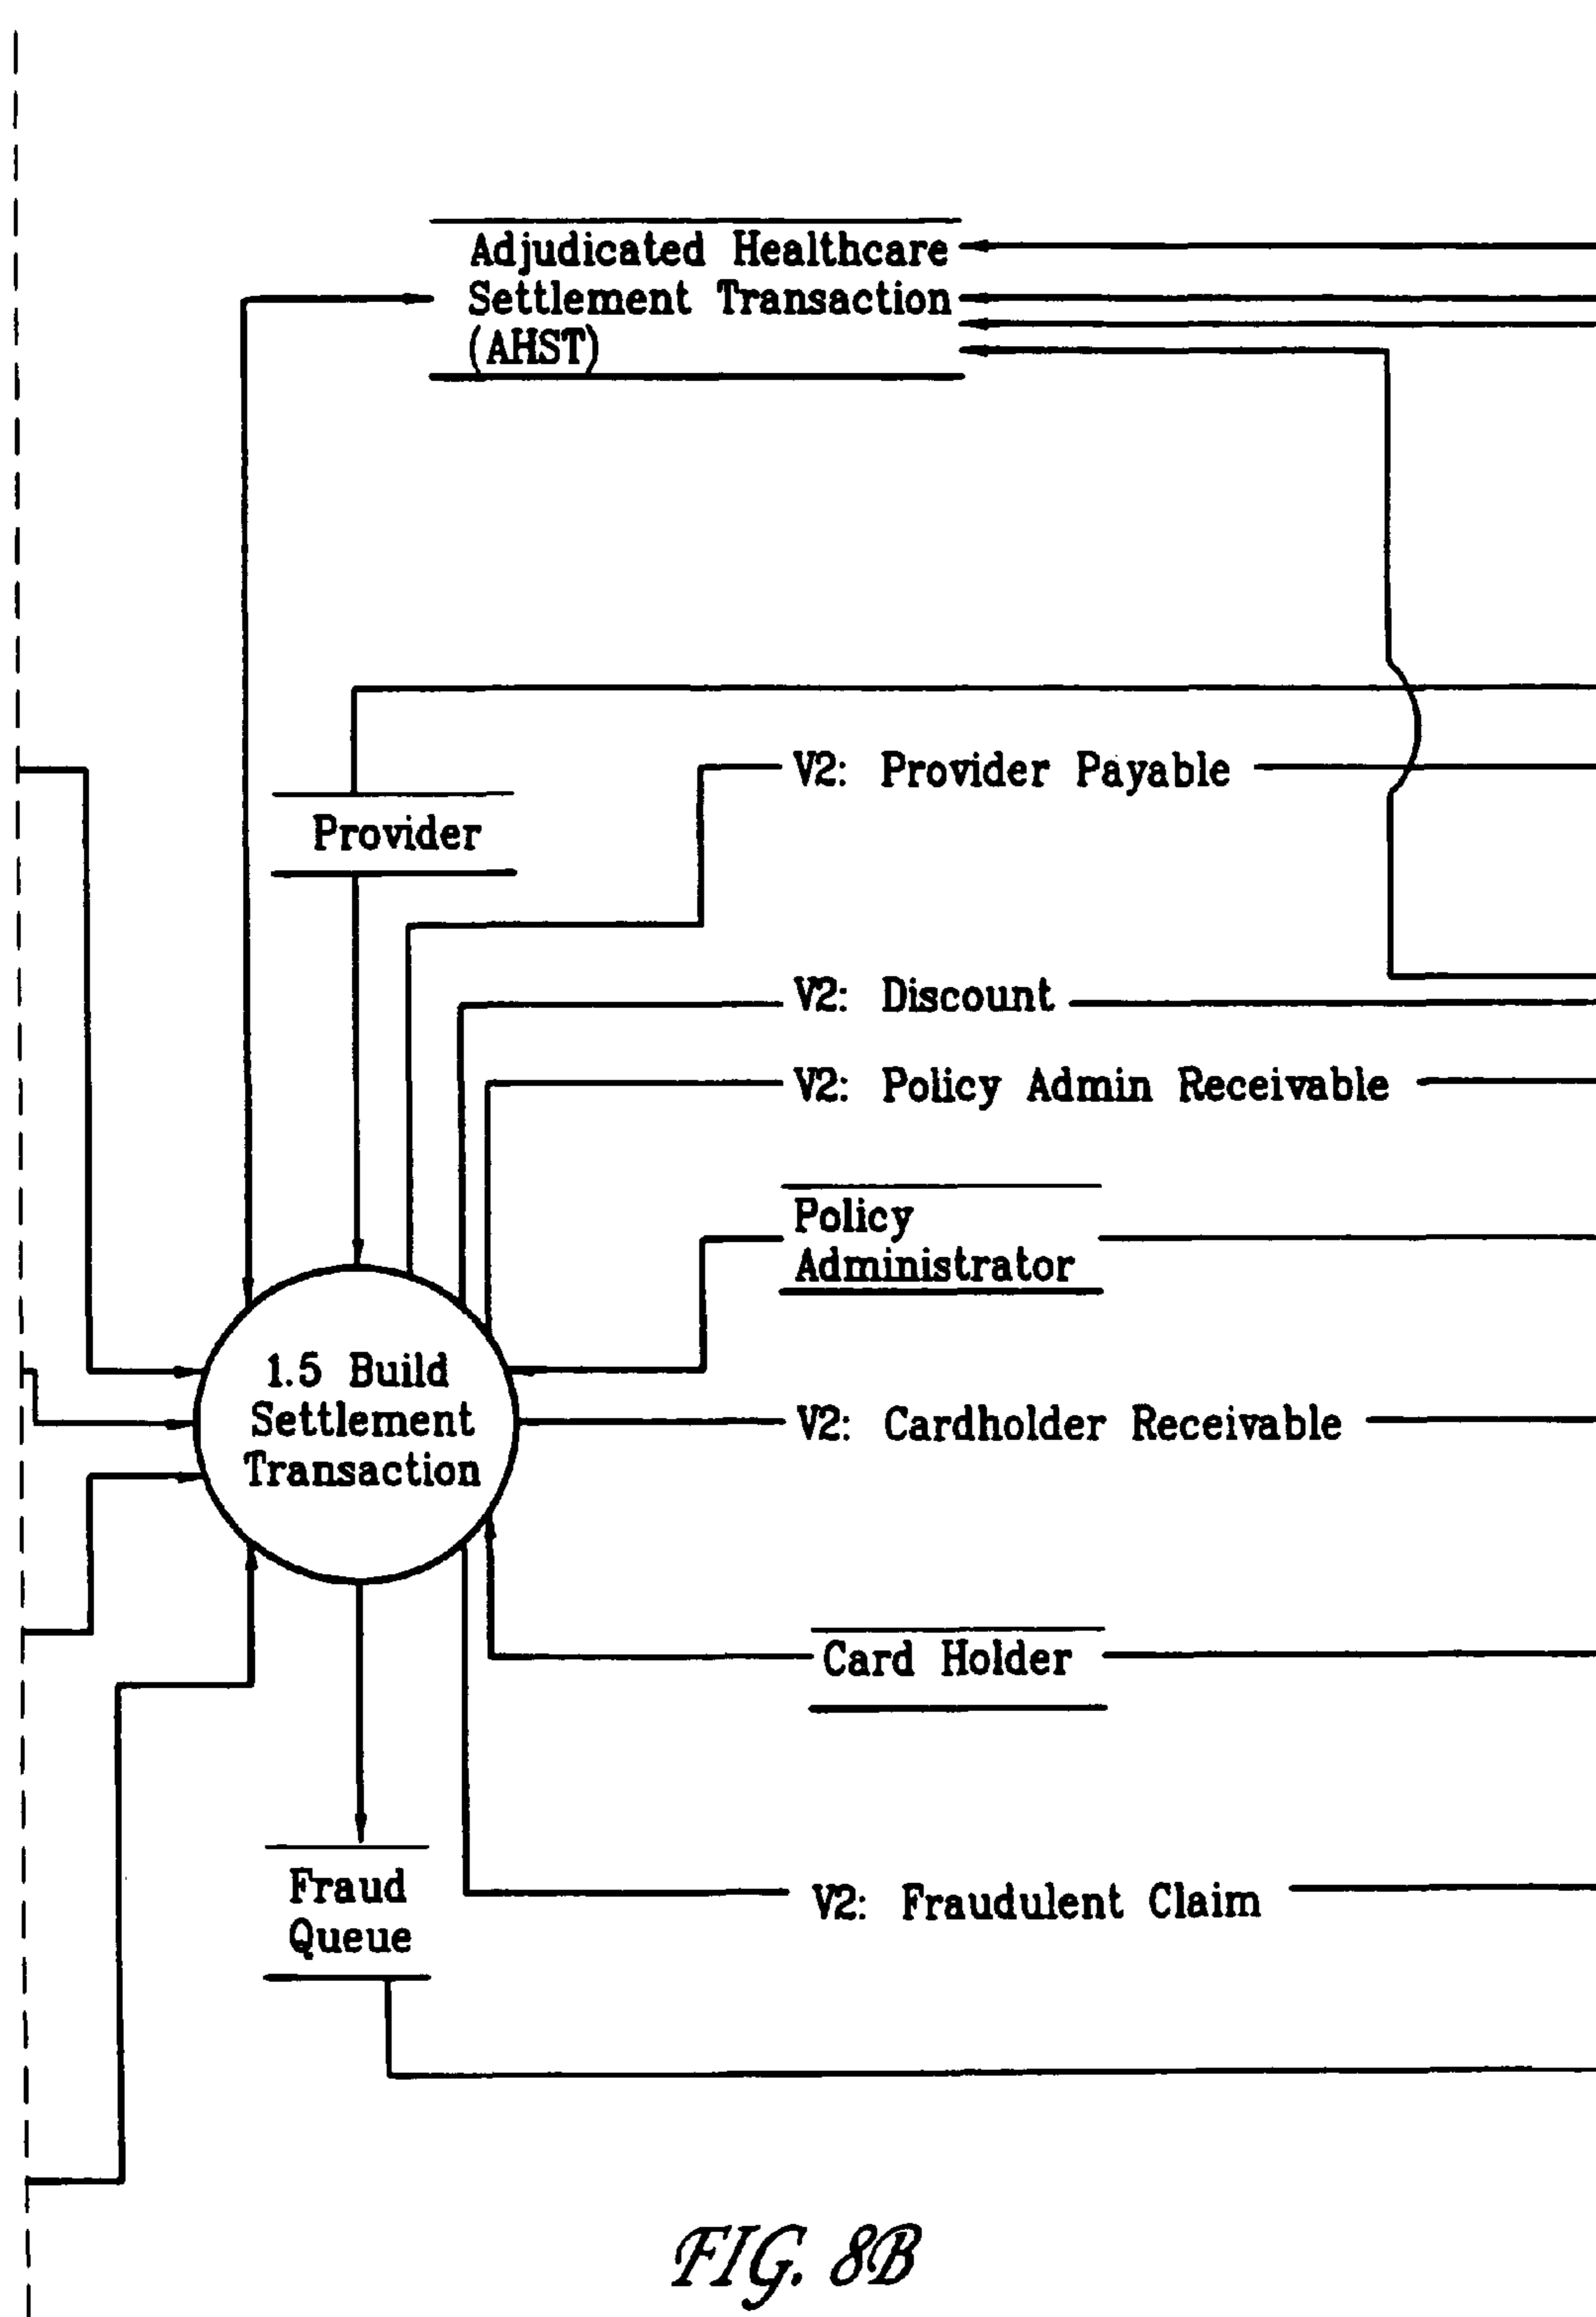 Adjudicated Healthcare
Settlement Transaction
(AHST)
V2: Provider Payable
Provider
V2: Discount
V2: Policy Admin Receivable
Policy
Administrator
1.5 Build
Settlement
Transaction
V2: Cardholder Receivable
Card Holder
Fraud
Queue
V2: Fraudulent Claim
FIG. 8B